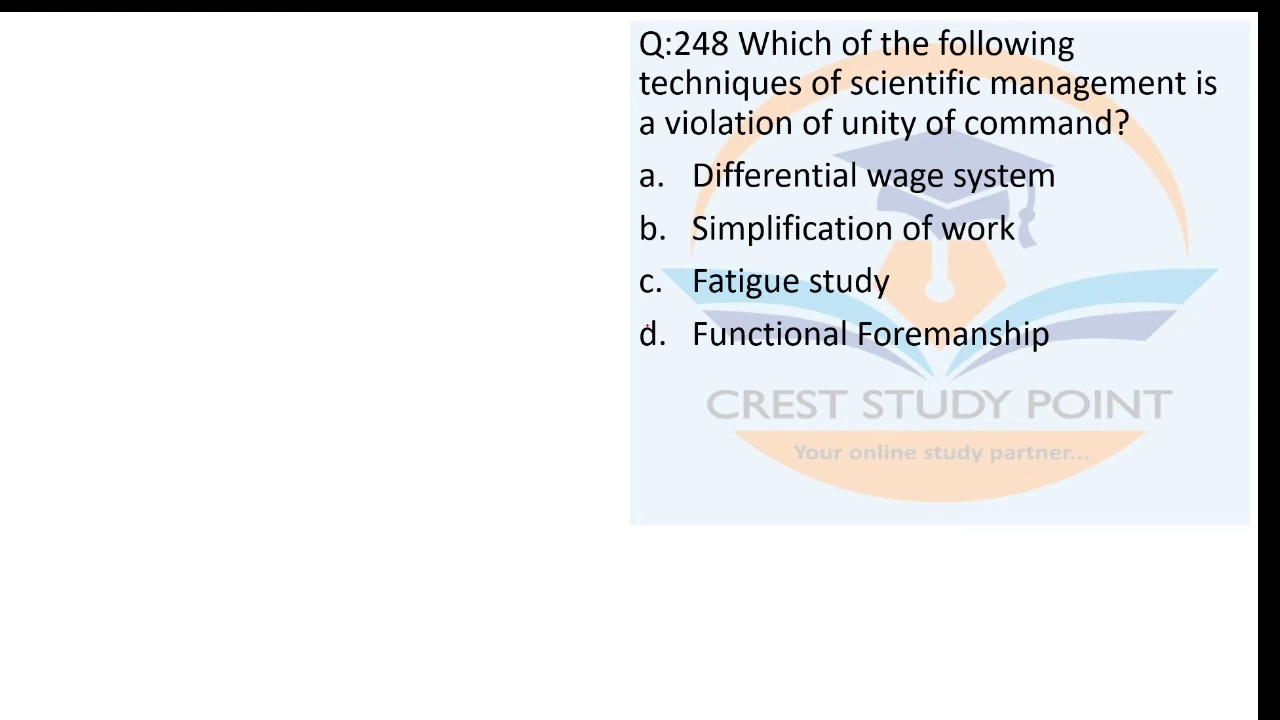 Q:248 Which of the following
techniques of scientific management is
a violation of unity of command?
a. Differential wage system
b. Simplification of work
c. Fatigue study
d. Functional Foremanship
CREST STUDY POINT
Your online study partner...